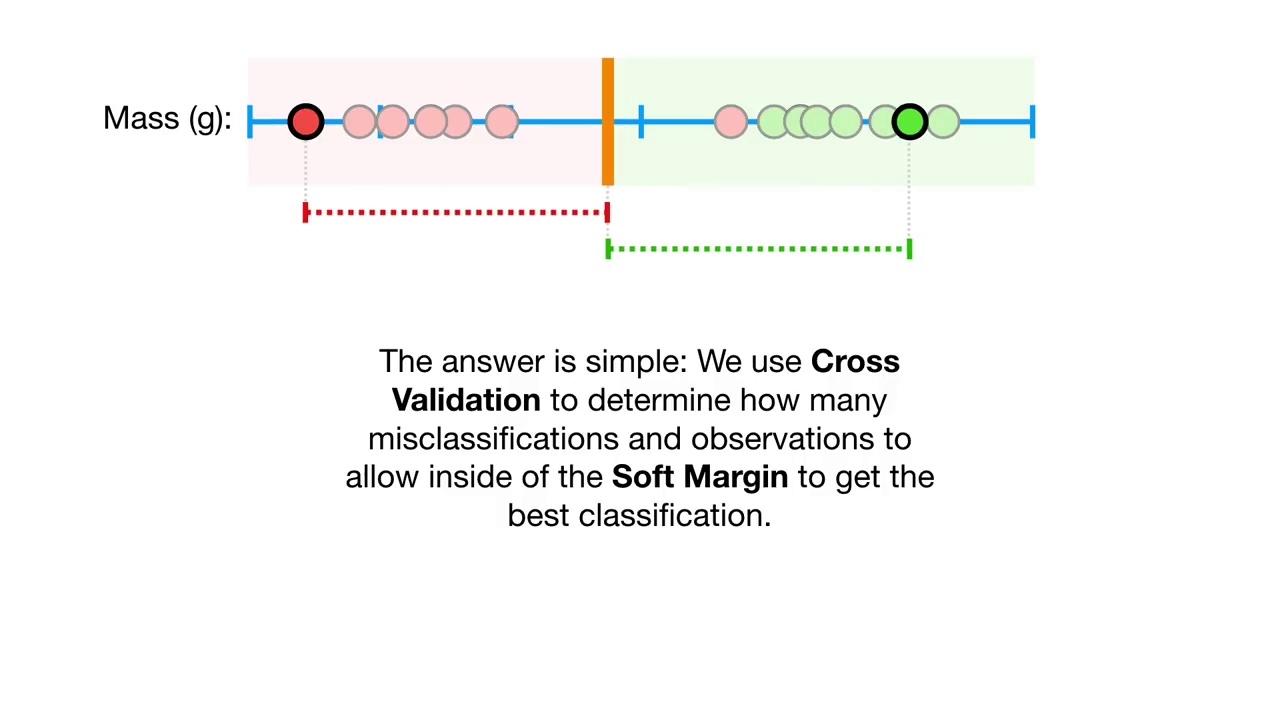 Mass (g):
The answer is simple: We use Cross
Validation to determine how many
misclassifications and observations to
allow inside of the Soft Margin to get the
best classification.